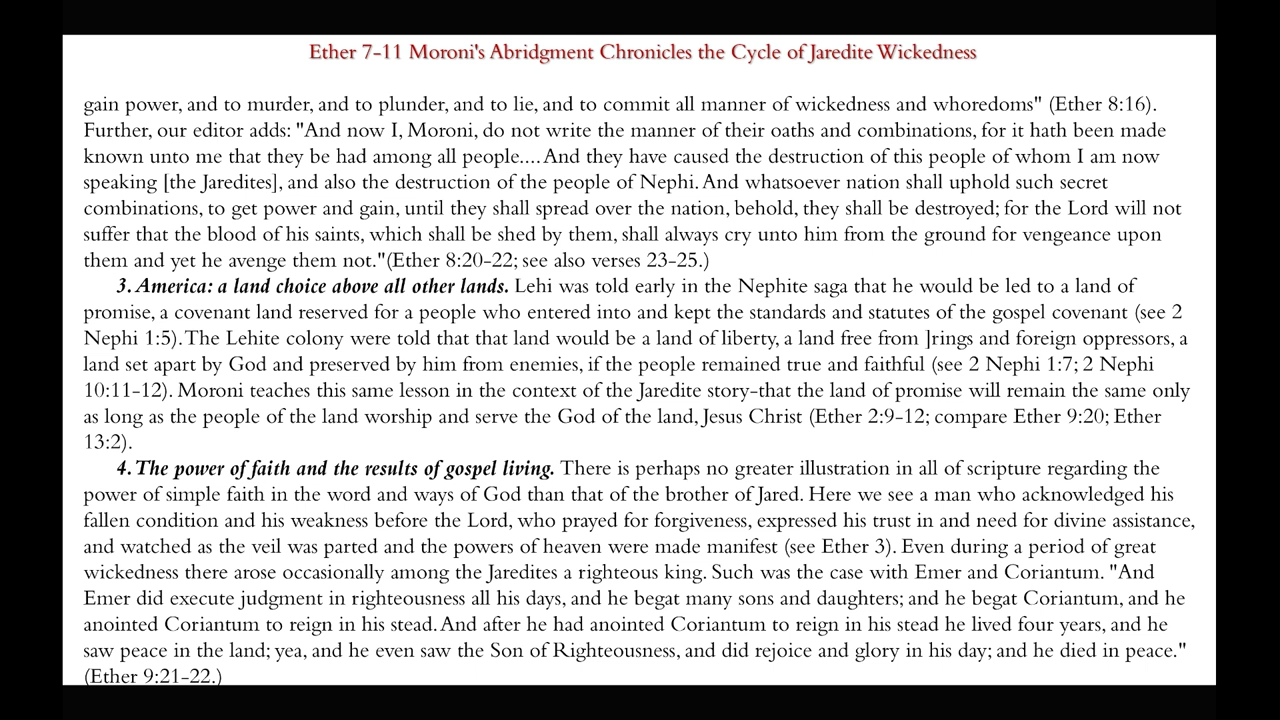 Ether 7-11 Moroni's Abridgment Chronicles the Cycle of Jaredite Wickedness
gain power, and to murder, and to plunder, and to lie, and to commit all manner of wickedness and whoredoms" (Ether 8:16).
Further, our editor adds: "And now I, Moroni, do not write the manner of their oaths and combinations, for it hath been made
known unto me that they be had among all people.... And they have caused the destruction of this people of whom I am now
speaking [the Jaredites], and also the destruction of the people of Nephi. And whatsoever nation shall uphold such secret
combinations, to get power and gain, until they shall spread over the nation, behold, they shall be destroyed; for the Lord will not
suffer that the blood of his saints, which shall be shed by them, shall always cry unto him from the ground for vengeance upon
them and yet he avenge them not."(Ether 8:20-22; see also verses 23-25.)
3. America: a land choice above all other lands. Lehi was told early in the Nephite saga that he would be led to a land of
promise, a covenant land reserved for a people who entered into and kept the standards and statutes of the gospel covenant (see 2
Nephi 1:5). The Lehite colony were told that that land would be a land of liberty, a land free from ]rings and foreign oppressors, a
land set apart by God and preserved by him from enemies, if the people remained true and faithful (see 2 Nephi 1:7; 2 Nephi
10:11-12). Moroni teaches this same lesson in the context of the Jaredite story-that the land of promise will remain the same only
as long as the people of the land worship and serve the God of the land, Jesus Christ (Ether 2:9-12; compare Ether 9:20; Ether
13:2).
4. The power of faith and the results of gospel living. There is perhaps no greater illustration in all of scripture regarding the
power of simple faith in the word and ways of God than that of the brother of Jared. Here we see a man who acknowledged his
fallen condition and his weakness before the Lord, who prayed for forgiveness, expressed his trust in and need for divine assistance,
and watched as the veil was parted and the powers of heaven were made manifest (see Ether 3). Even during a period of great
wickedness there arose occasionally among the Jaredites a righteous king. Such was the case with Emer and Coriantum. "And
Emer did execute judgment in righteousness all his days, and he begat many sons and daughters; and he begat Coriantum, and he
anointed Coriantum to reign in his stead. And after he had anointed Coriantum to reign in his stead he lived four years, and he
saw peace in the land; yea, and he even saw the Son of Righteousness, and did rejoice and glory in his day; and he died in peace."
(Ether 9:21-22.)